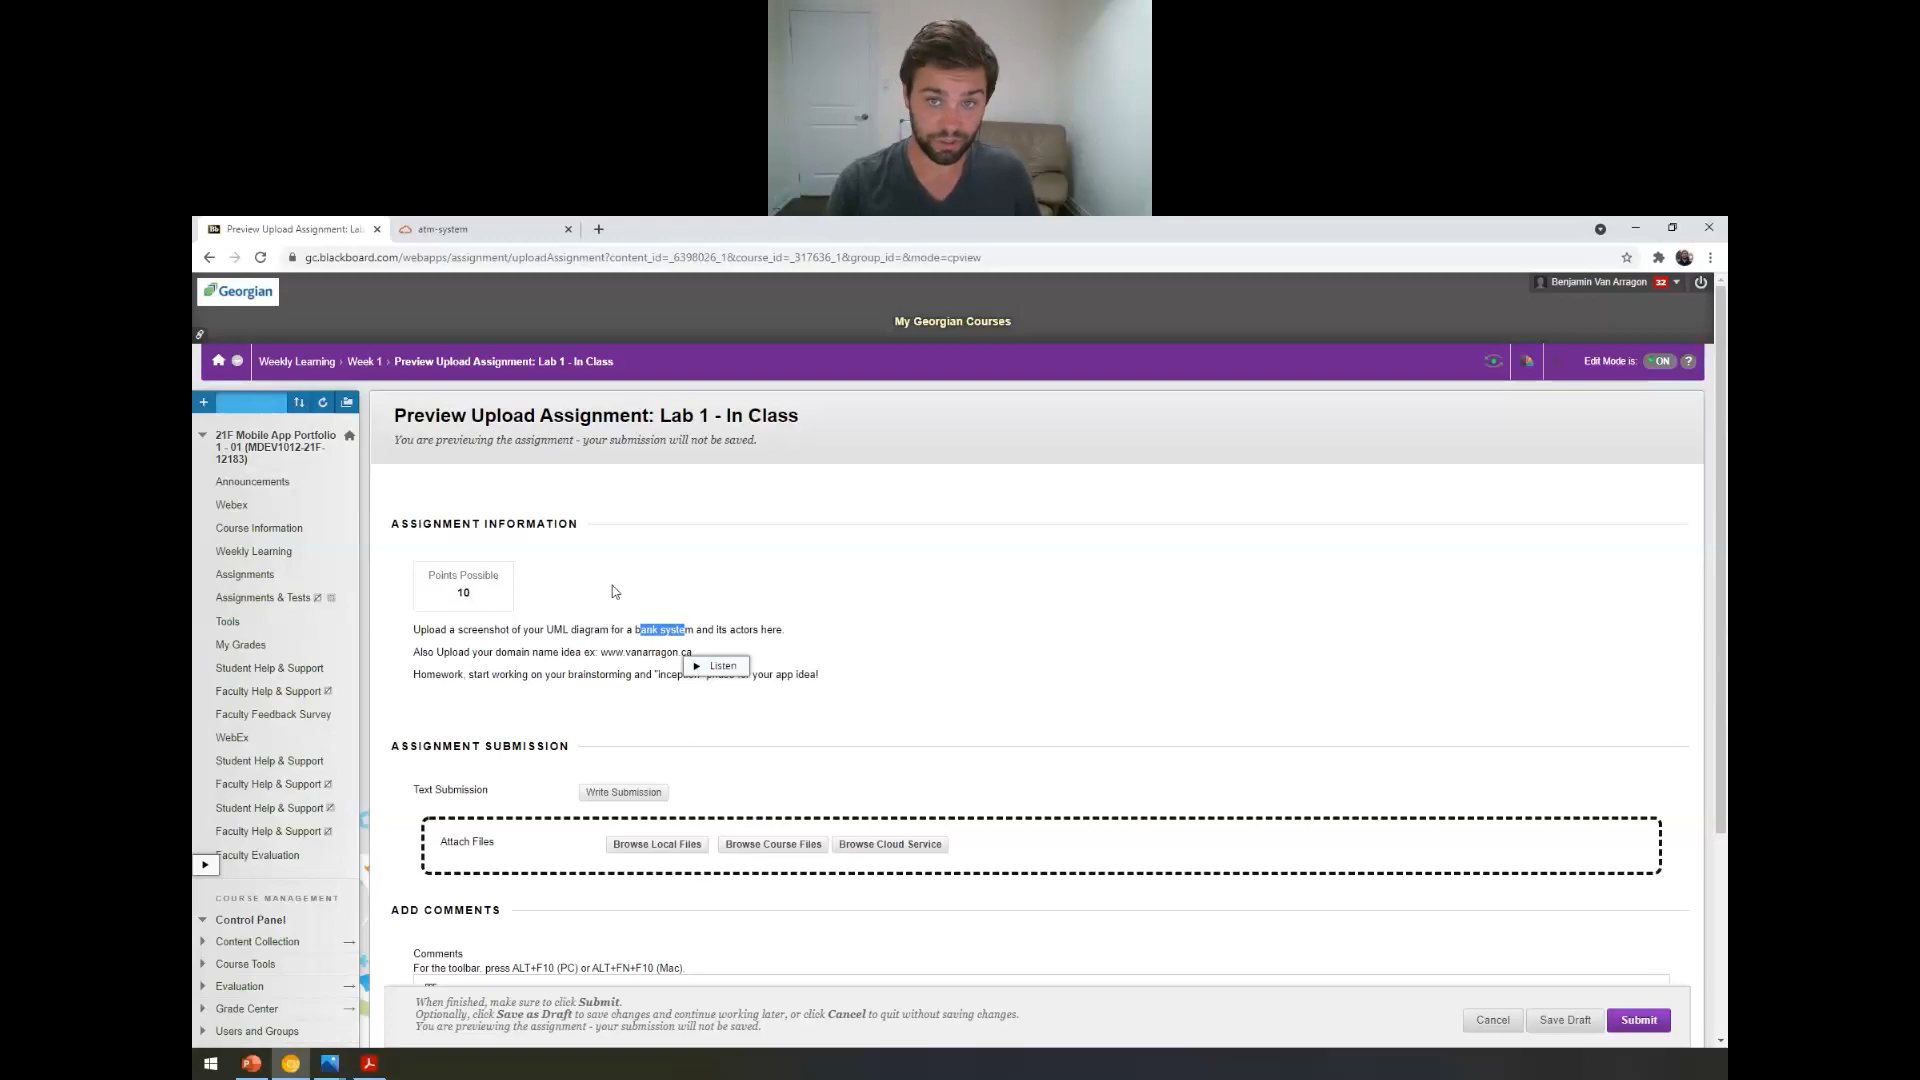 Preview Upload Assignment: La
atm-system
gc.blackboard.com/webapps/assignment/uploadAssignment?content_id=_6398026_1&course_id=_317636_1&group_id=&mode=cpview
Georgian
Benjamin Van Arragon 32
My Georgian Courses
Weekly Learning › Week 1 › Preview Upload Assignment: Lab 1 - In Class
Edit Mode is: ON ?
21F Mobile App Portfolio
1 - 01 (MDEV1012-21F-
12183)
Announcements
Webex
Course Information
Weekly Learning
Assignments
Assignments & Tests
Tools
My Grades
Student Help & Support
Faculty Help & Support
Faculty Feedback Survey
WebEx
Student Help & Support
Faculty Help & Support
Student Help & Support
Faculty Help & Support
Faculty Evaluation
COURSE MANAGEMENT
Control Panel
Content Collection
Course Tools
Evaluation
Grade Center
Users and Groups
Preview Upload Assignment: Lab 1 - In Class
You are previewing the assignment - your submission will not be saved.
ASSIGNMENT INFORMATION
Points Possible
10
Upload a screenshot of your UML diagram for a bank system and its actors here.
Also Upload your domain name idea ex: www.vanarragon.ca
Listen
Homework, start working on your brainstorming and your app idea!
ASSIGNMENT SUBMISSION
Text Submission
Write Submission
Attach Files
Browse Local Files
Browse Course Files
Browse Cloud Service
ADD COMMENTS
Comments
For the toolbar, press ALT+F10 (PC) or ALT+FN+F10 (Mac).
When finished, make sure to click Submit.
Optionally, click Save as Draft to save changes and continue working later, or click Cancel to quit without saving changes.
You are previewing the assignment - your submission will not be saved.
Cancel
Save Draft
Submit